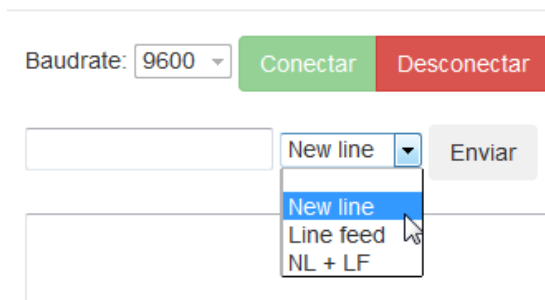 Baudrate: 9600 Conectar Desconectar
New line Enviar
New line
Line feed
NL + LF